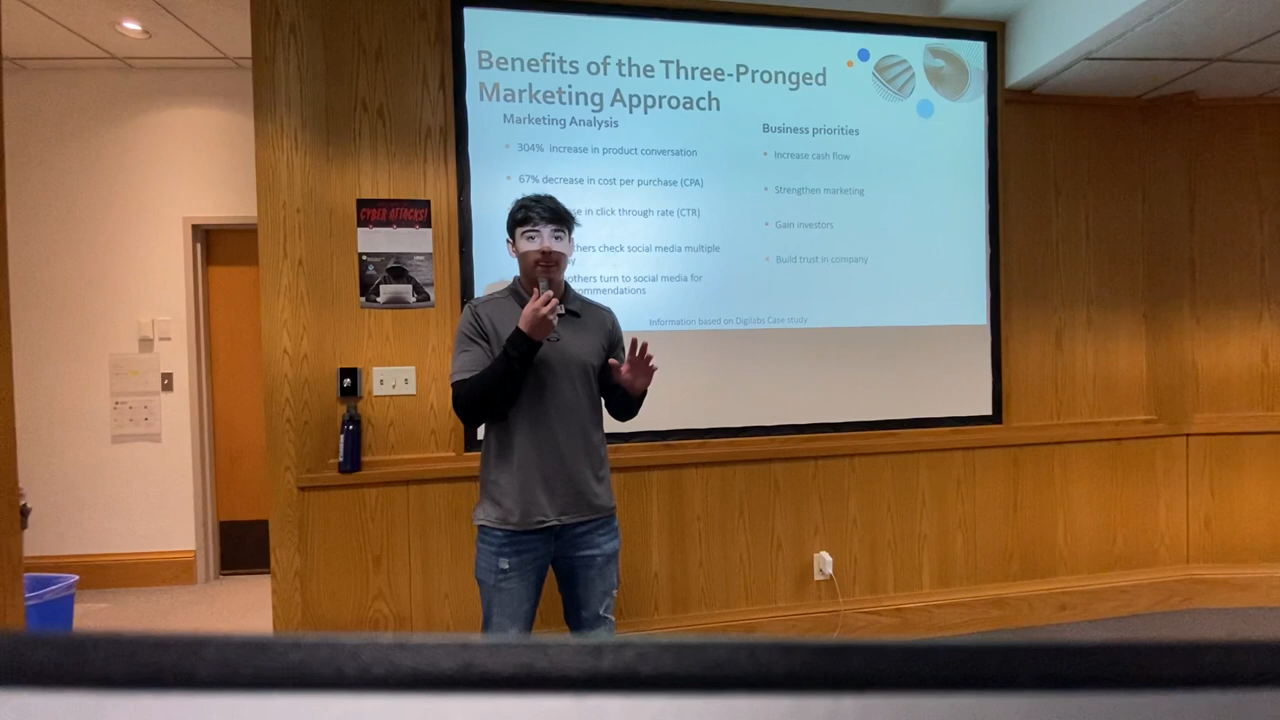 Benefits of the Three-Pronged
Marketing Approach
Marketing Analysis
304% increase in product conversation
67% decrease in cost per purchase (CPA)
in click through rate (CTR)
check social media multiple
turn to social media for
Business priorities
Increase cash flow
Strengthen marketing
Gain investors
Build trust in company
Information based on Digilabs Case study
CYBER ATTACKS!